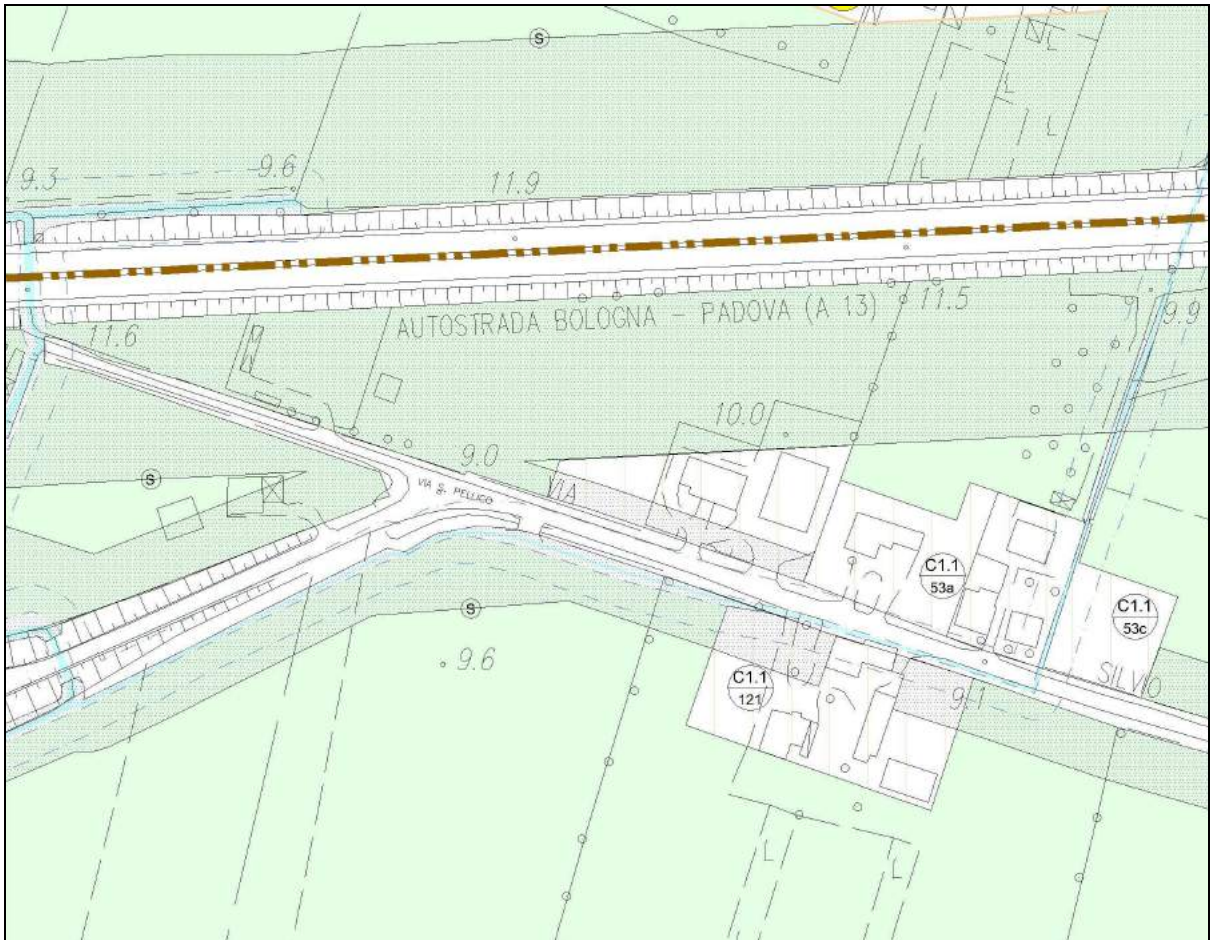 S
L
L
L
L
9.3
9.6
11.9
AUTOSTRADA BOLOGNA - PADOVA (A 13)
11.5
9.9
11.6
10.0
9.0
S
VIA S. PELLICO
VIA
C1.1
53a
C1.1
53c
S
9.6
C1.1
121
SILVIO
9.1
L
L